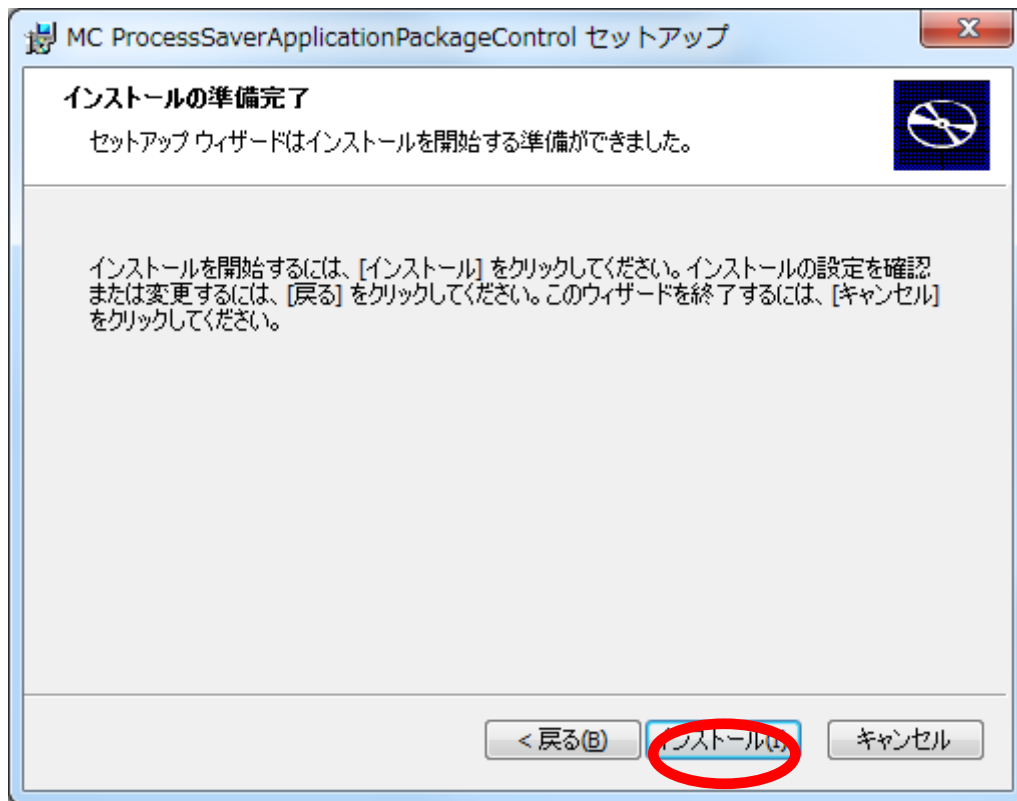 MC ProcessSaverApplicationPackageControl セットアップ
インストールの準備完了
セットアップ ウィザードはインストールを開始する準備ができました。
インストールを開始するには、[インストール] をクリックしてください。インストールの設定を確認
または変更するには、[戻る] をクリックしてください。このウィザードを終了するには、[キャンセル]
をクリックしてください。
< 戻る(B) インストール(I) キャンセル